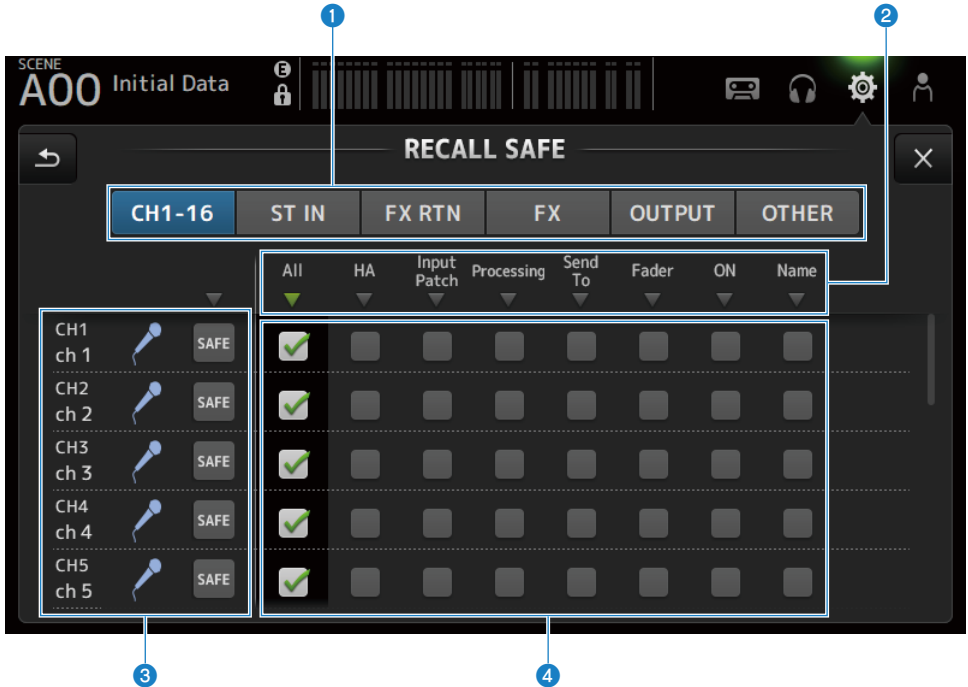 1
2
SCENE
A00 Initial Data
E
RECALL SAFE
CH1-16 ST IN FX RTN FX OUTPUT OTHER
All HA Input Patch Processing Send To Fader ON Name
CH1
ch 1
SAFE
CH2
ch 2
SAFE
CH3
ch 3
SAFE
CH4
ch 4
SAFE
CH5
ch 5
SAFE
3
4